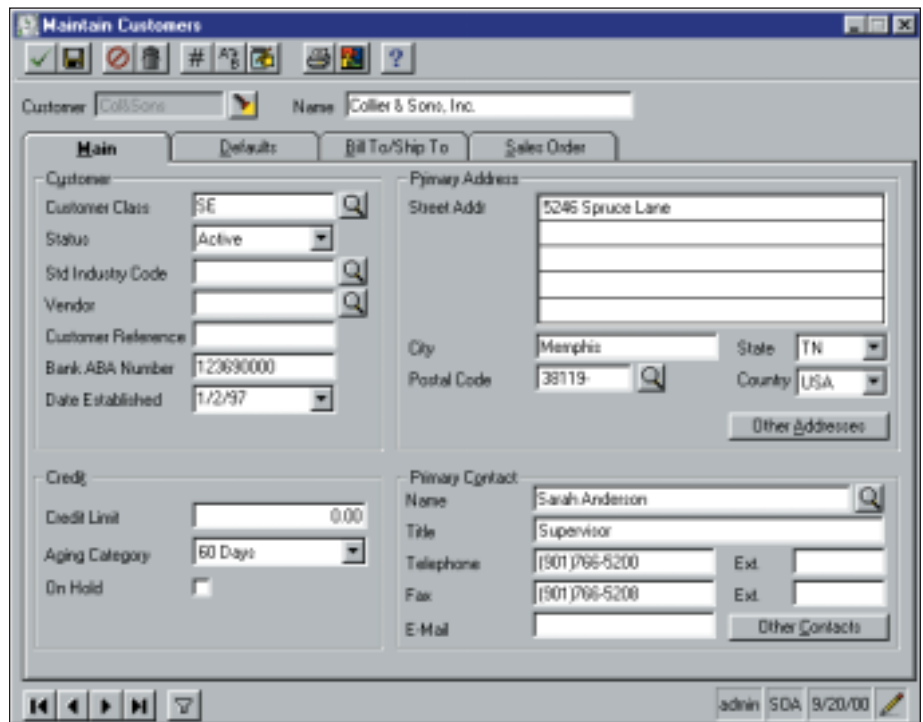 Maintain Customers
Customer Col&Sons Name Collier & Sons, Inc.
Main Defaults Bill To/Ship To Sales Order
Customer
Customer Class SE
Status Active
Std Industry Code
Vendor
Customer Reference
Bank ABA Number 123690000
Date Established 1/2/97
Primary Address
Street Addr 5246 Spruce Lane
City Memphis State TN
Postal Code 38119- Country USA
Other Addresses
Credit
Credit Limit 0.00
Aging Category 60 Days
On Hold
Primary Contact
Name Sarah Anderson
Title Supervisor
Telephone (901)766-5200 Ext.
Fax (901)766-5208 Ext.
E-Mail Other Contacts
admin SOA 9/20/00